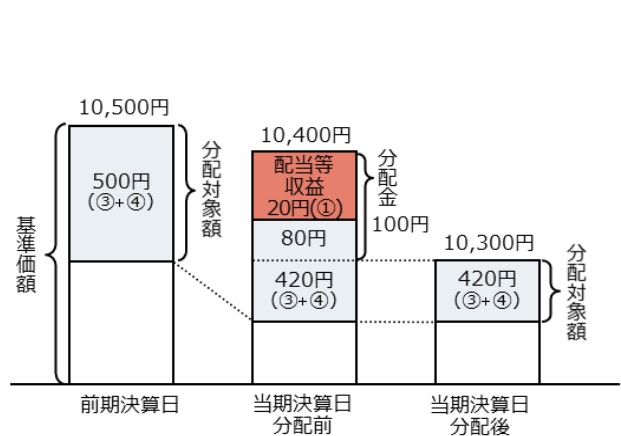 10,500円
500円
(③+④)
分配対象額
基準価額
前期決算日
10,400円
配当等
収益
20円(①)
80円
420円
(③+④)
分配金
100円
当期決算日
分配前
10,300円
420円
(③+④)
分配対象額
当期決算日
分配後